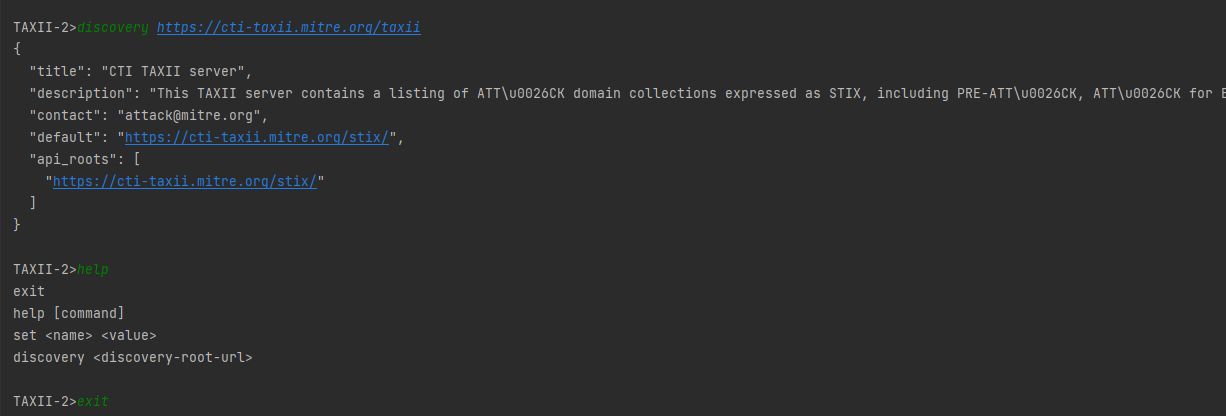 TAXII-2>discovery https://cti-taxii.mitre.org/taxii
{
  "title": "CTI TAXII server",
  "description": "This TAXII server contains a listing of ATT\u0026CK domain collections expressed as STIX, including PRE-ATT\u0026CK, ATT\u0026CK for
  "contact": "attack@mitre.org",
  "default": "https://cti-taxii.mitre.org/stix/",
  "api_roots": [
    "https://cti-taxii.mitre.org/stix/"
  ]
}
TAXII-2>help
exit
help [command]
set <name> <value>
discovery <discovery-root-url>
TAXII-2>exit